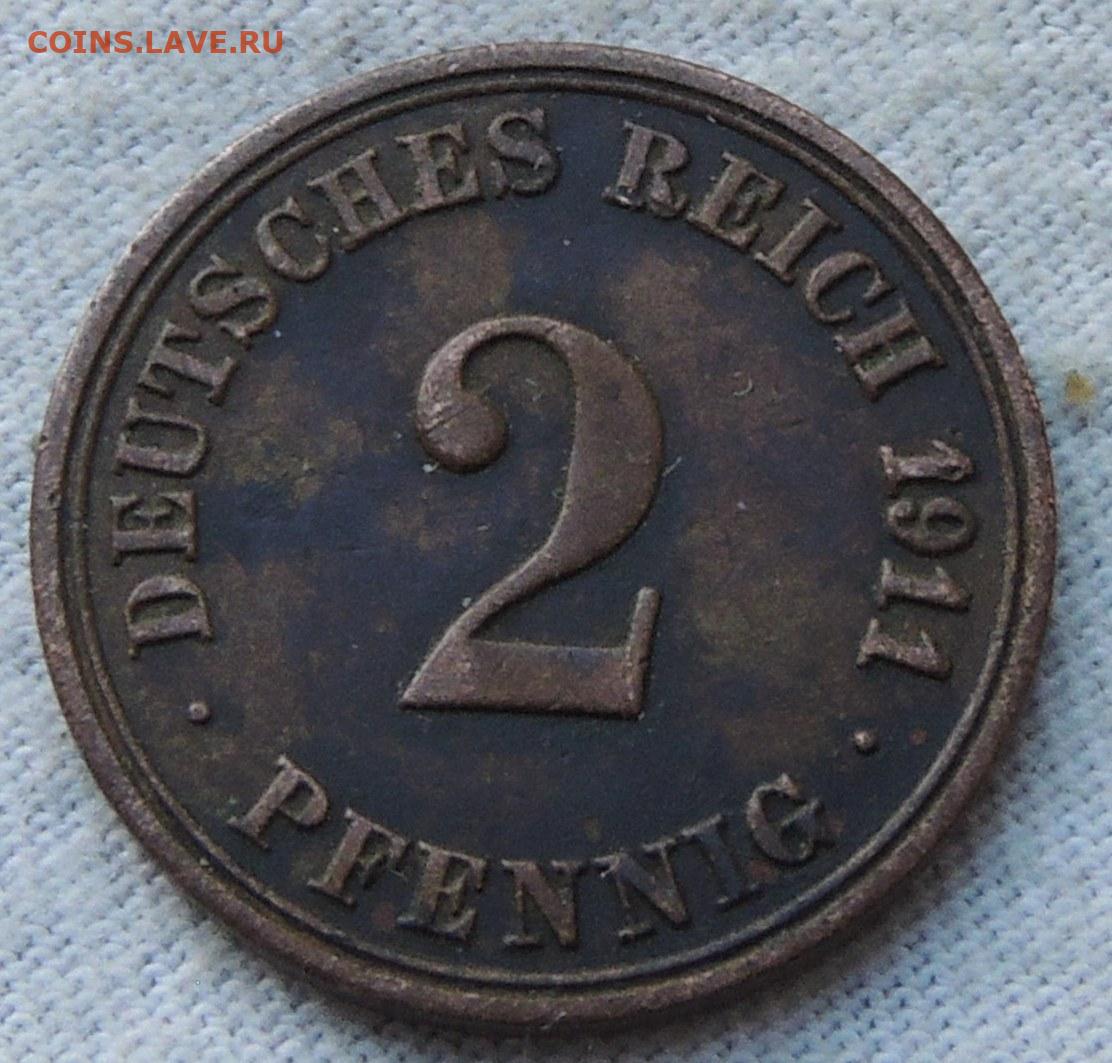 COINS.LAVE.RU
· DEUTSCHES REICH 1911 ·
2
PFENNIG